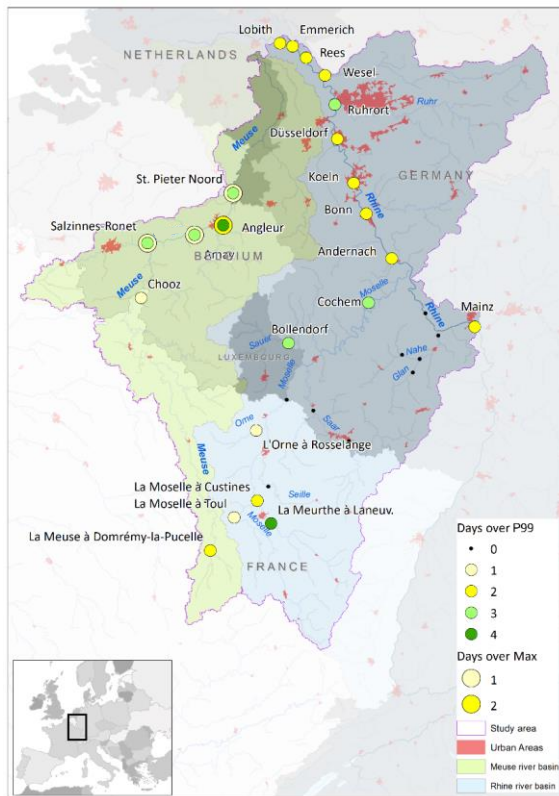 Lobith
Emmerich
NETHERLANDS
Rees
Wesel
Ruhr
Ruhrort
Meuse
Düsseldorf
St. Pieter Noord
Koeln
GERMANY
Rhine
Salzinnes-Ronet
Bonn
Angleur
Amay
BELGIUM
Andernach
Meuse
Chooz
Moselle
Cochem
Rhine
Mainz
Bollendorf
Sauer
LUXEMBOURG
Nahe
Moselle
Glan
Orne
Saar
L'Orne à Rosselange
Meuse
La Moselle à Custines
Seille
La Moselle à Toul
La Meurthe à Laneuv.
Moselle
La Meuse à Domrémy-la-Pucelle
FRANCE
Days over P99
0
1
2
3
4
Days over Max
1
2
Study area
Urban Areas
Meuse river basin
Rhine river basin